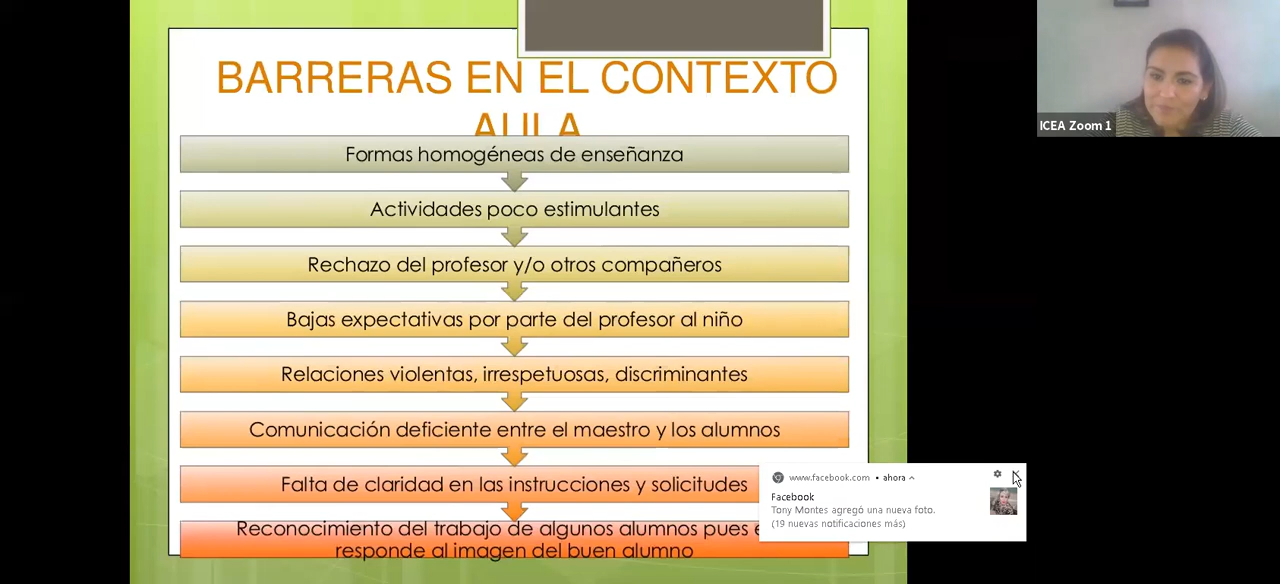 BARRERAS EN EL CONTEXTO
AULA
Formas homogéneas de enseñanza
Actividades poco estimulantes
Rechazo del profesor y/o otros compañeros
Bajas expectativas por parte del profesor al niño
Relaciones violentas, irrespetuosas, discriminantes
Comunicación deficiente entre el maestro y los alumnos
Falta de claridad en las instrucciones y solicitudes
Reconocimiento del trabajo de algunos alumnos pues
responde al imagen del buen alumno
ICEA Zoom 1
www.facebook.com • ahora
Facebook
Tony Montes agregó una nueva foto.
(19 nuevas notificaciones más)